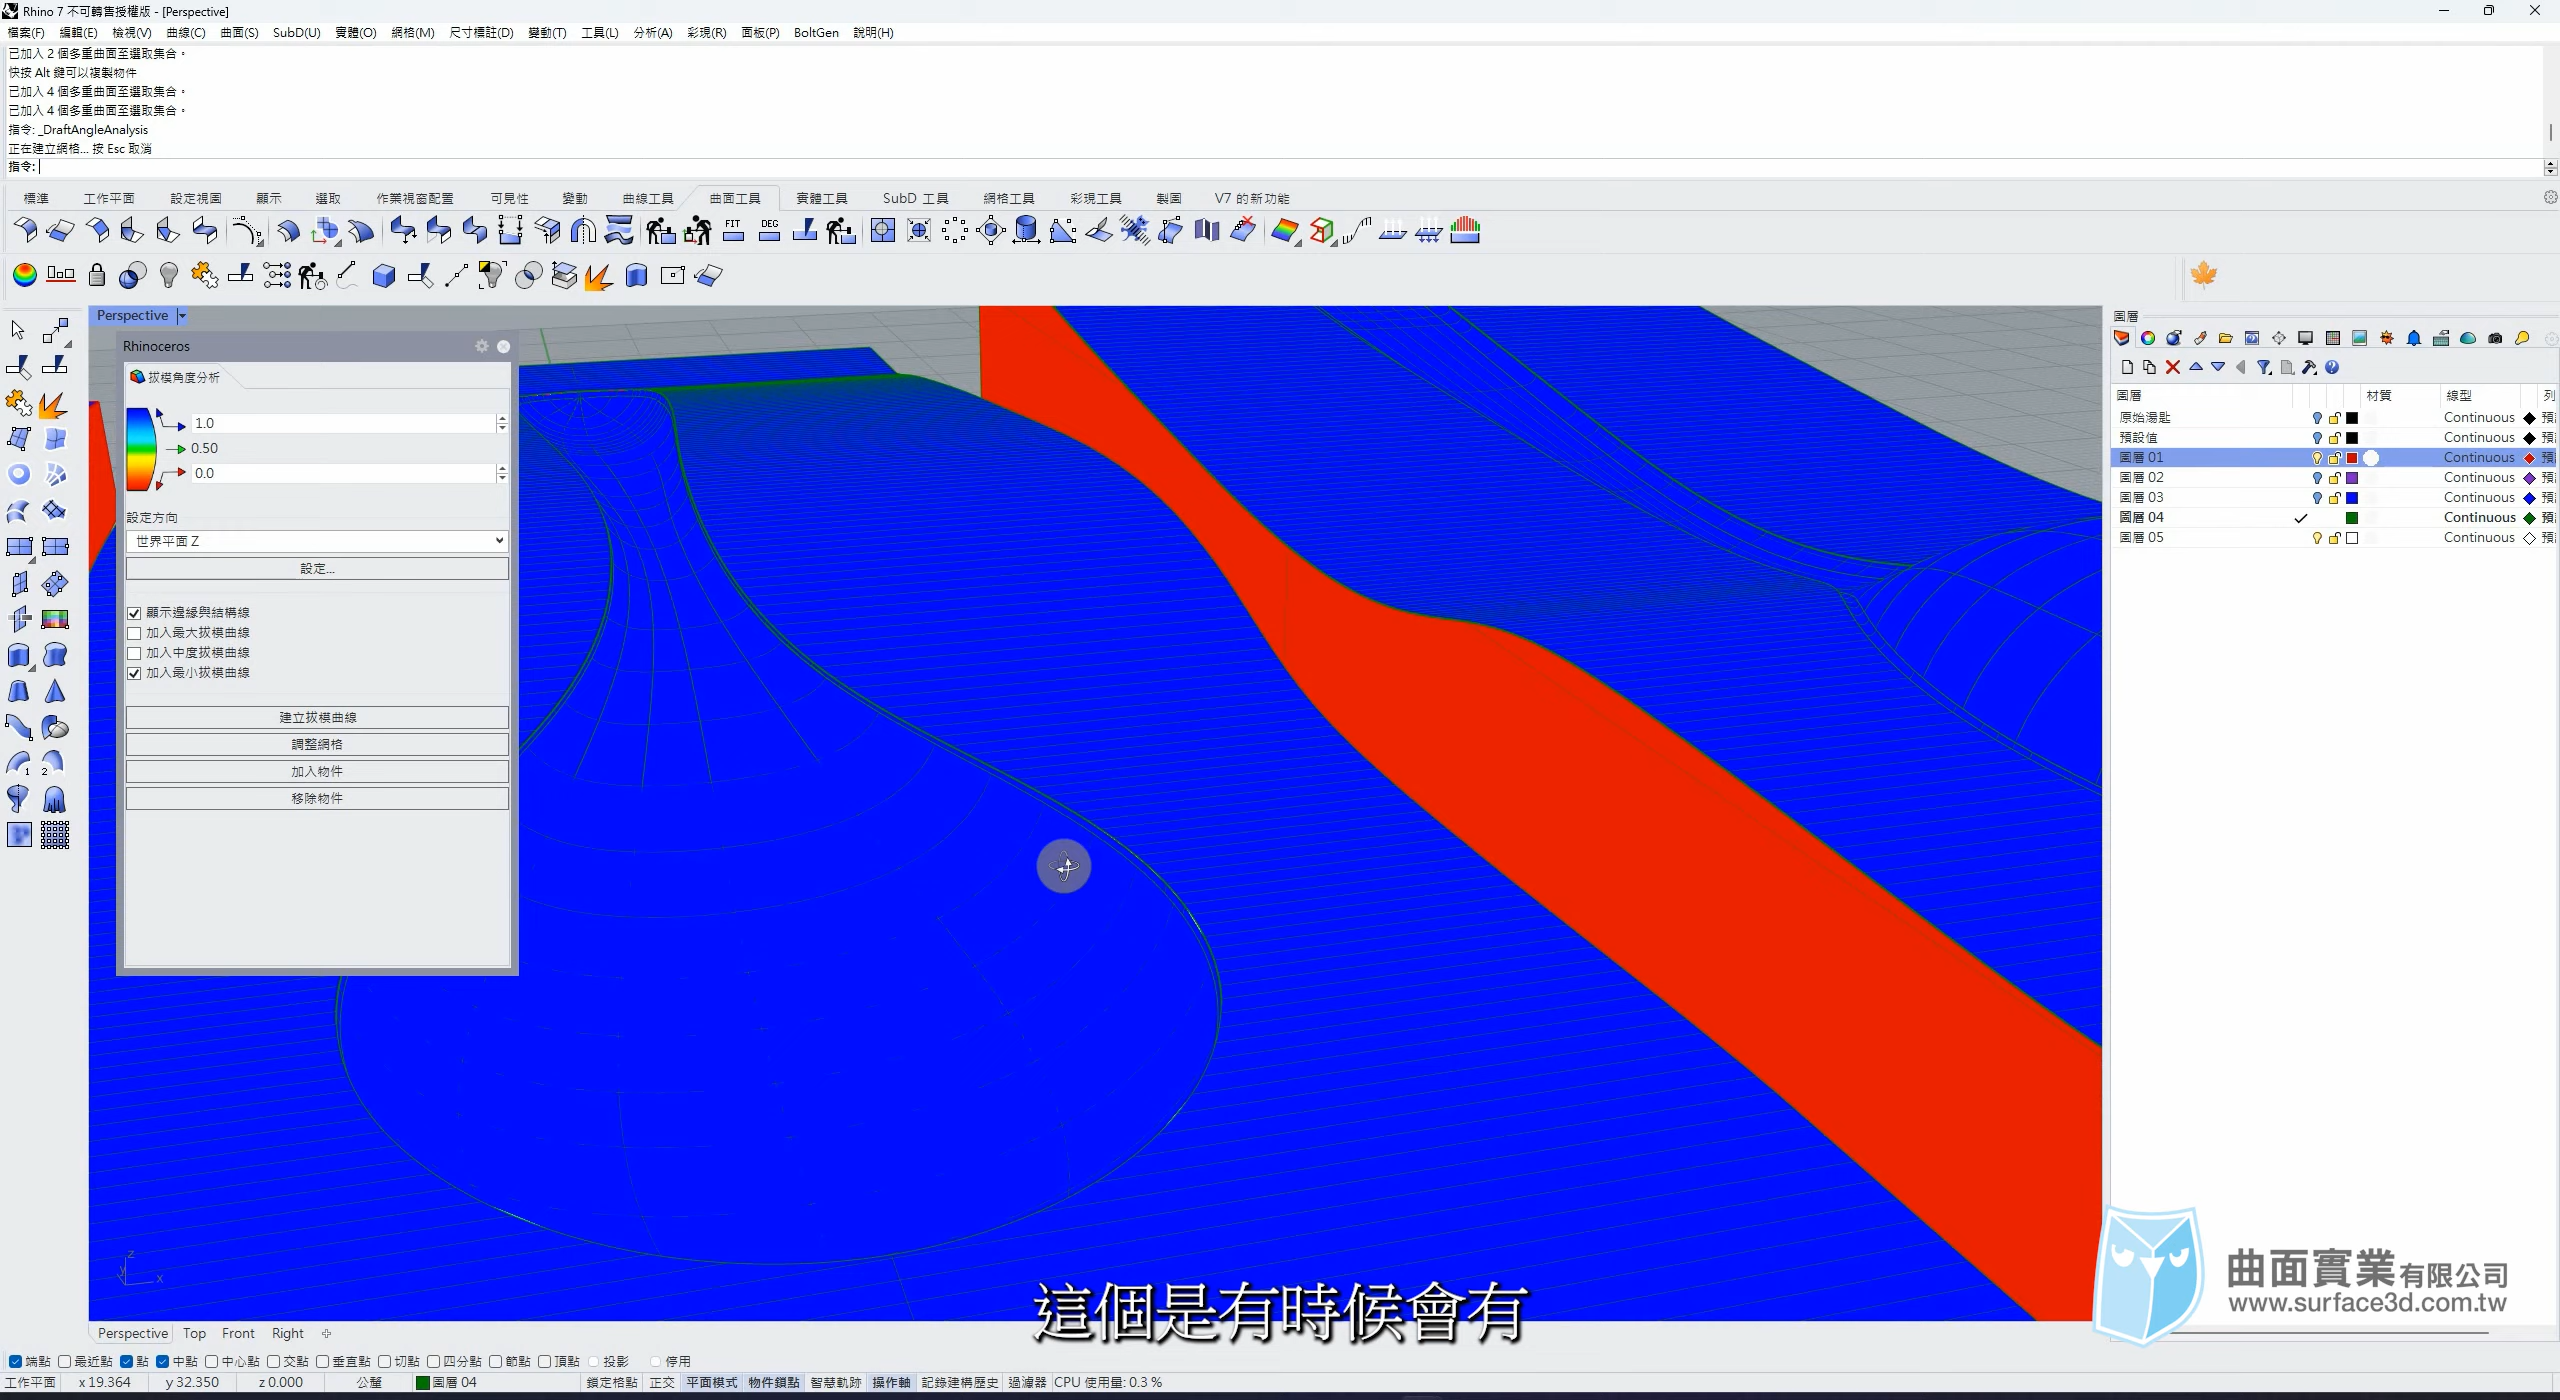 Rhino 7 不可轉售授權版 - [Perspective]
檔案(F) 編輯(E) 檢視(V) 曲線(C) 曲面(S) SubD(U) 實體(O) 網格(M) 尺寸標註(D) 變動(T) 工具(L) 分析(A) 彩現(R) 面板(P) BoltGen 說明(H)
已加入 2 個多重曲面至選取集合。
快按 Alt 鍵可以複製物件
已加入 4 個多重曲面至選取集合。
已加入 4 個多重曲面至選取集合。
指令: _DraftAngleAnalysis
正在建立網格... 按 Esc 取消
指令:
標準 工作平面 設定視圖 顯示 選取 作業視窗配置 可見性 變動 曲線工具 曲面工具 實體工具 SubD 工具 網格工具 彩現工具 製圖 V7 的新功能
FIT DEG
Perspective
Rhinoceros
拔模角度分析
1.0
0.50
0.0
設定方向
世界平面 Z
設定...
顯示邊緣與結構線
加入最大拔模曲線
加入中度拔模曲線
加入最小拔模曲線
建立拔模曲線
調整網格
加入物件
移除物件
圖層
圖層 材質 線型 列
原始湯匙 Continuous 預
預設值 Continuous 預
圖層 01 Continuous 預
圖層 02 Continuous 預
圖層 03 Continuous 預
圖層 04 Continuous 預
圖層 05 Continuous 預
z
y
x
這個是有時候會有
曲面實業有限公司
www.surface3d.com.tw
Perspective Top Front Right
端點 最近點 點 中點 中心點 交點 垂直點 切點 四分點 節點 頂點 投影 停用
工作平面 x 19.364 y 32.350 z 0.000 公釐 圖層 04 鎖定格點 正交 平面模式 物件鎖點 智慧軌跡 操作軸 記錄建構歷史 過濾器 CPU 使用量: 0.3 %